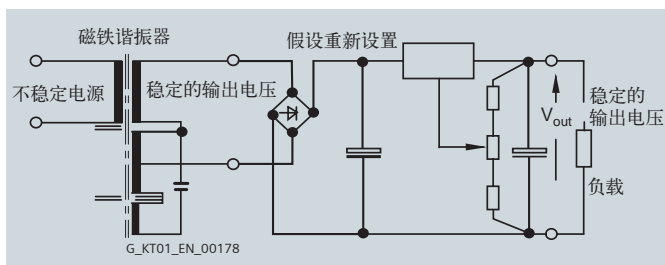 磁铁谐振器
假设重新设置
不稳定电源
稳定的输出电压
稳定的
输出电压
Vout
负载
G_KT01_EN_00178